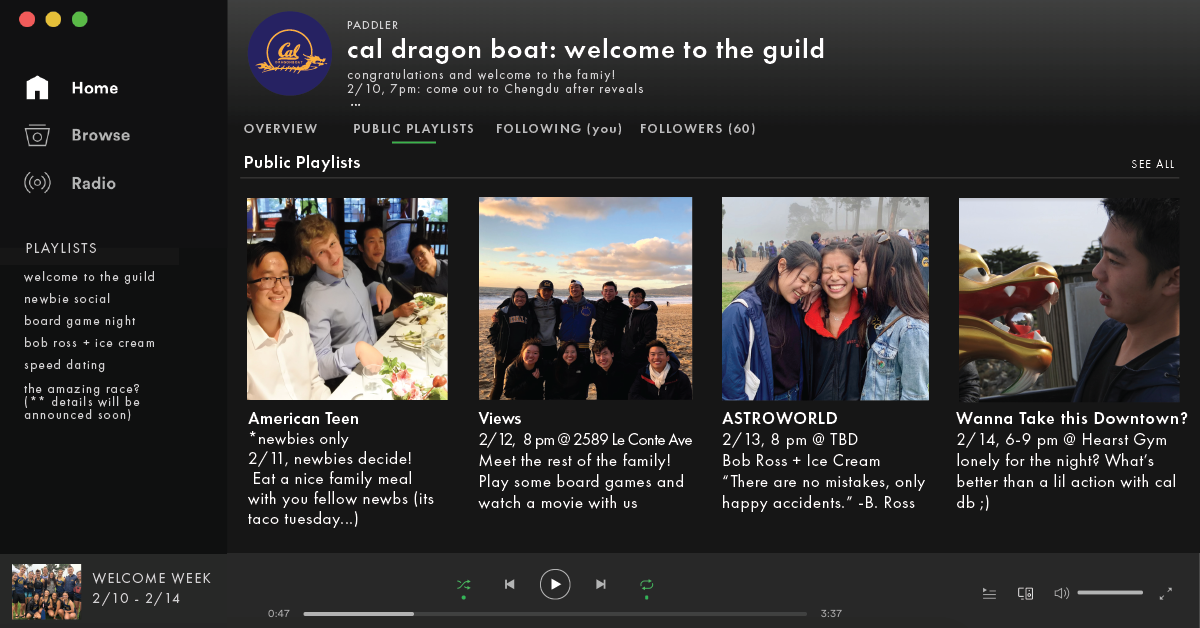 Home
Browse
Radio
PLAYLISTS
welcome to the guild
newbie social
board game night
bob ross + ice cream
speed dating
the amazing race?
(** details will be
announced soon)
Cal
DRAGONBOAT
PADDLER
cal dragon boat: welcome to the guild
congratulations and welcome to the famiy!
2/10, 7pm: come out to Chengdu after reveals
...
OVERVIEW PUBLIC PLAYLISTS FOLLOWING (you) FOLLOWERS (60)
Public Playlists SEE ALL
American Teen
*newbies only
2/11, newbies decide!
Eat a nice family meal
with you fellow newbs (its
taco tuesday...)
Views
2/12, 8 pm @ 2589 Le Conte Ave
Meet the rest of the family!
Play some board games and
watch a movie with us
ASTROWORLD
2/13, 8 pm @ TBD
Bob Ross + Ice Cream
“There are no mistakes, only
happy accidents.” -B. Ross
Wanna Take this Downtown?
2/14, 6-9 pm @ Hearst Gym
lonely for the night? What’s
better than a lil action with cal
db ;)
WELCOME WEEK
2/10 - 2/14
0:47 3:37